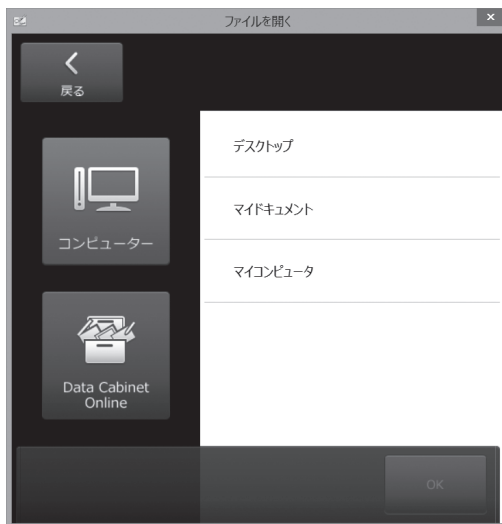 ファイルを開く
戻る
コンピューター
Data Cabinet
Online
デスクトップ
マイドキュメント
マイコンピュータ
OK